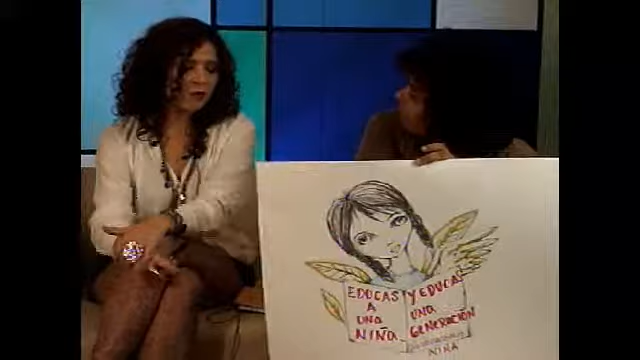 EDUCAS
A
UNA
NIÑA
Y EDUCAS
UNA
GENERACIÓN
NIÑA